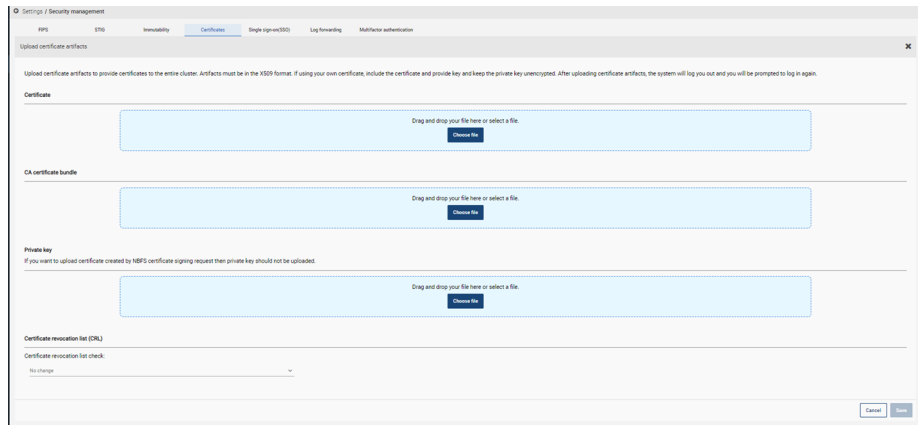 Settings / Security management
FIPS STIG Immutability Certificates Single sign-on(SSO) Log forwarding Multifactor authentication
Upload certificate artifacts
Upload certificate artifacts to provide certificates to the entire cluster. Artifacts must be in the X509 format. If using your own certificate, include the certificate and provide key and keep the private key unencrypted. After uploading certificate artifacts, the system will log you out and you will be prompted to log in again.
Certificate
Drag and drop your file here or select a file.
Choose file
CA certificate bundle
Drag and drop your file here or select a file.
Choose file
Private key
If you want to upload certificate created by NBFS certificate signing request then private key should not be uploaded.
Drag and drop your file here or select a file.
Choose file
Certificate revocation list (CRL)
Certificate revocation list check:
No change
Cancel Save